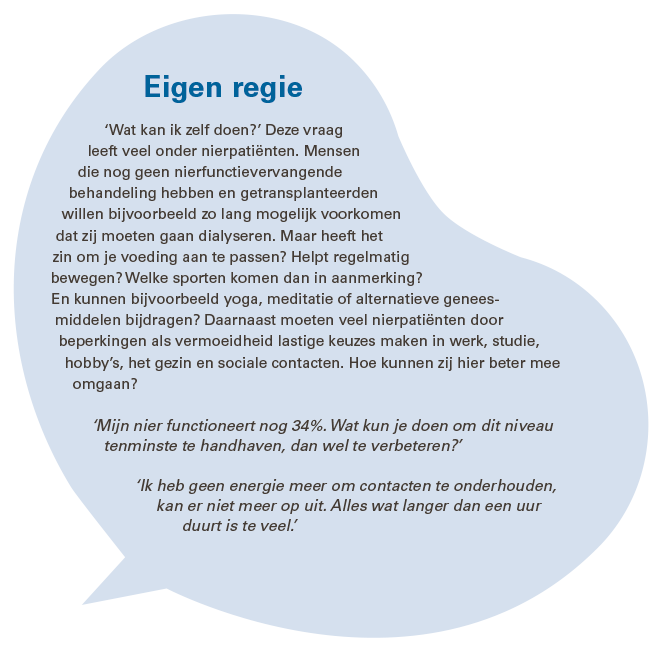 Eigen regie
‘Wat kan ik zelf doen?’ Deze vraag
leeft veel onder nierpatiënten. Mensen
die nog geen nierfunctievervangende
behandeling hebben en getransplanteerden
willen bijvoorbeeld zo lang mogelijk voorkomen
dat zij moeten gaan dialyseren. Maar heeft het
zin om je voeding aan te passen? Helpt regelmatig
bewegen? Welke sporten komen dan in aanmerking?
En kunnen bijvoorbeeld yoga, meditatie of alternatieve genees-
middelen bijdragen? Daarnaast moeten veel nierpatiënten door
beperkingen als vermoeidheid lastige keuzes maken in werk, studie,
hobby’s, het gezin en sociale contacten. Hoe kunnen zij hier beter mee
omgaan?
‘Mijn nier functioneert nog 34%. Wat kun je doen om dit niveau
tenminste te handhaven, dan wel te verbeteren?’
‘Ik heb geen energie meer om contacten te onderhouden,
kan er niet meer op uit. Alles wat langer dan een uur
duurt is te veel.’